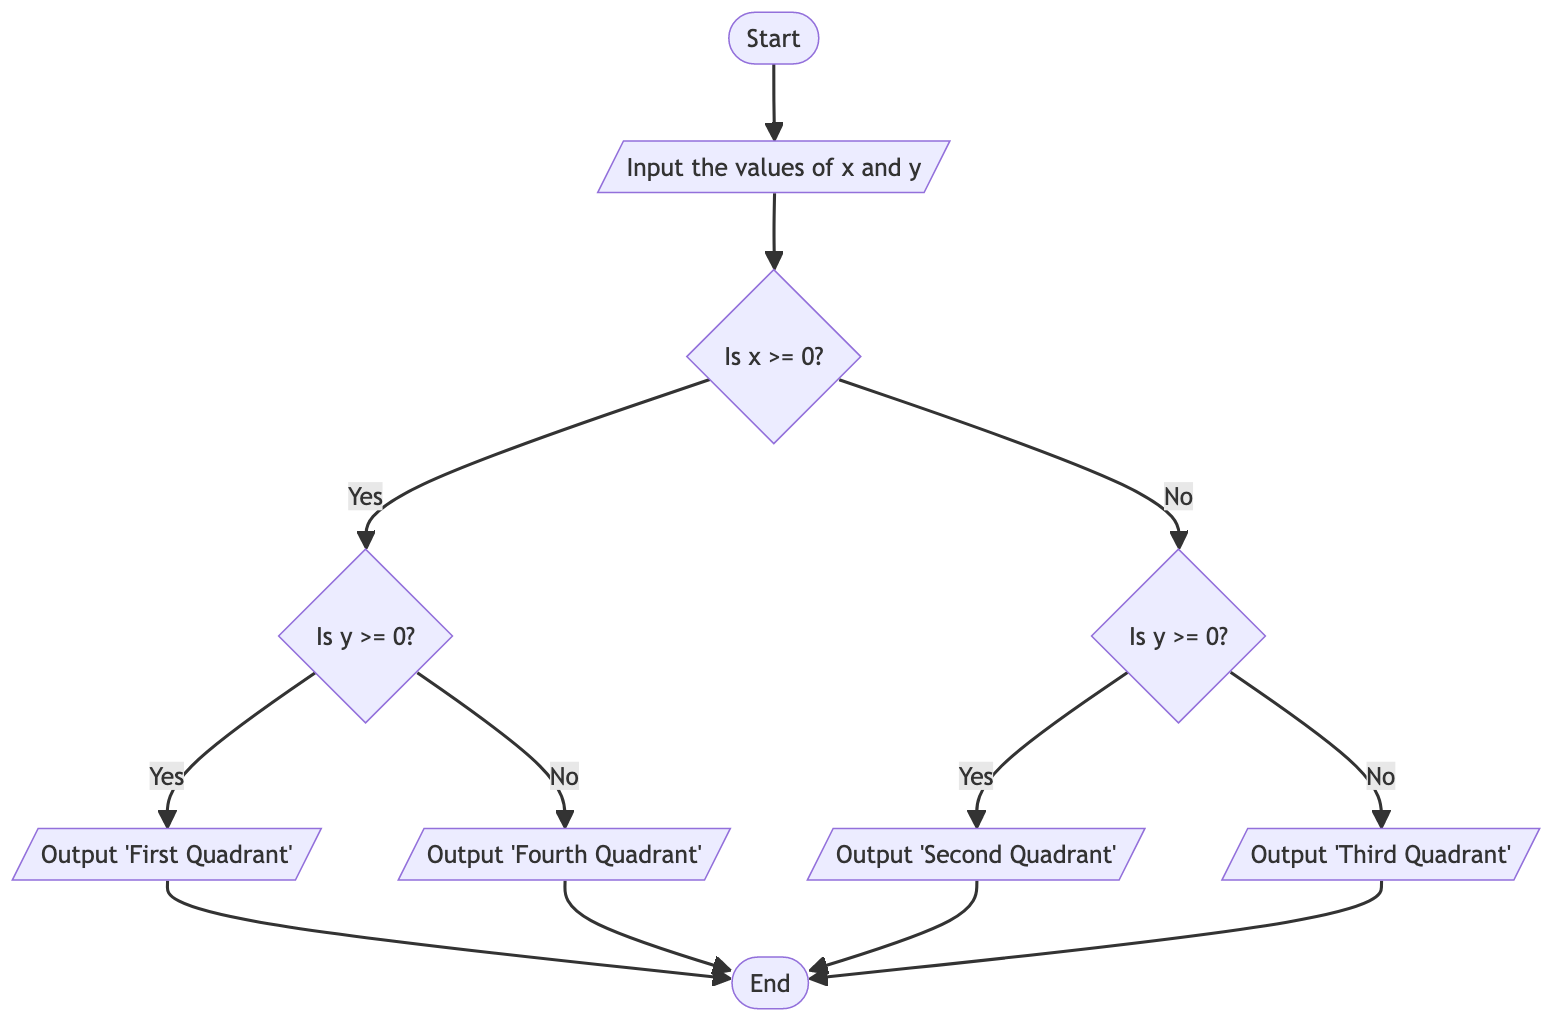 Start
Input the values of x and y
Is x >= 0?
Yes
No
Is y >= 0?
Is y >= 0?
Yes
No
Yes
No
Output 'First Quadrant'
Output 'Fourth Quadrant'
Output 'Second Quadrant'
Output 'Third Quadrant'
End